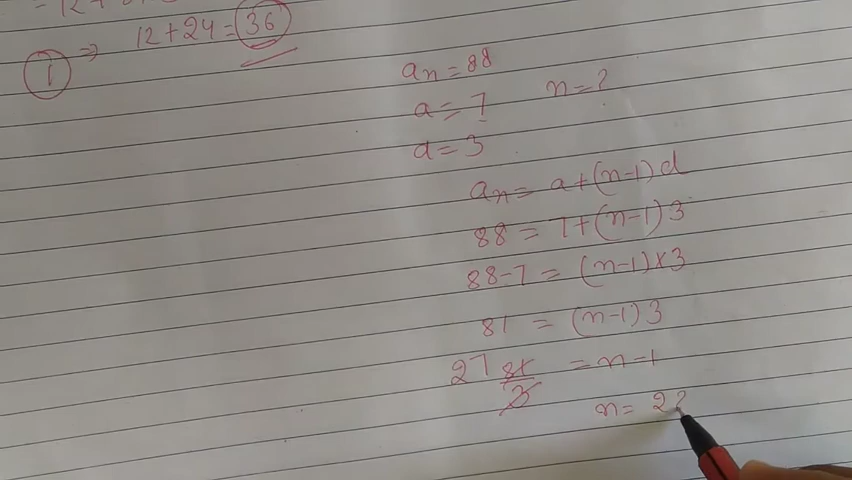 12+24=36
1 ⇒
an=88
a=7 n=?
d=3
an= a+(n-1)d
88 = 7+(n-1)3
88-7 = (n-1)×3
81 = (n-1)3
27 81/3 =n-1
n= 2